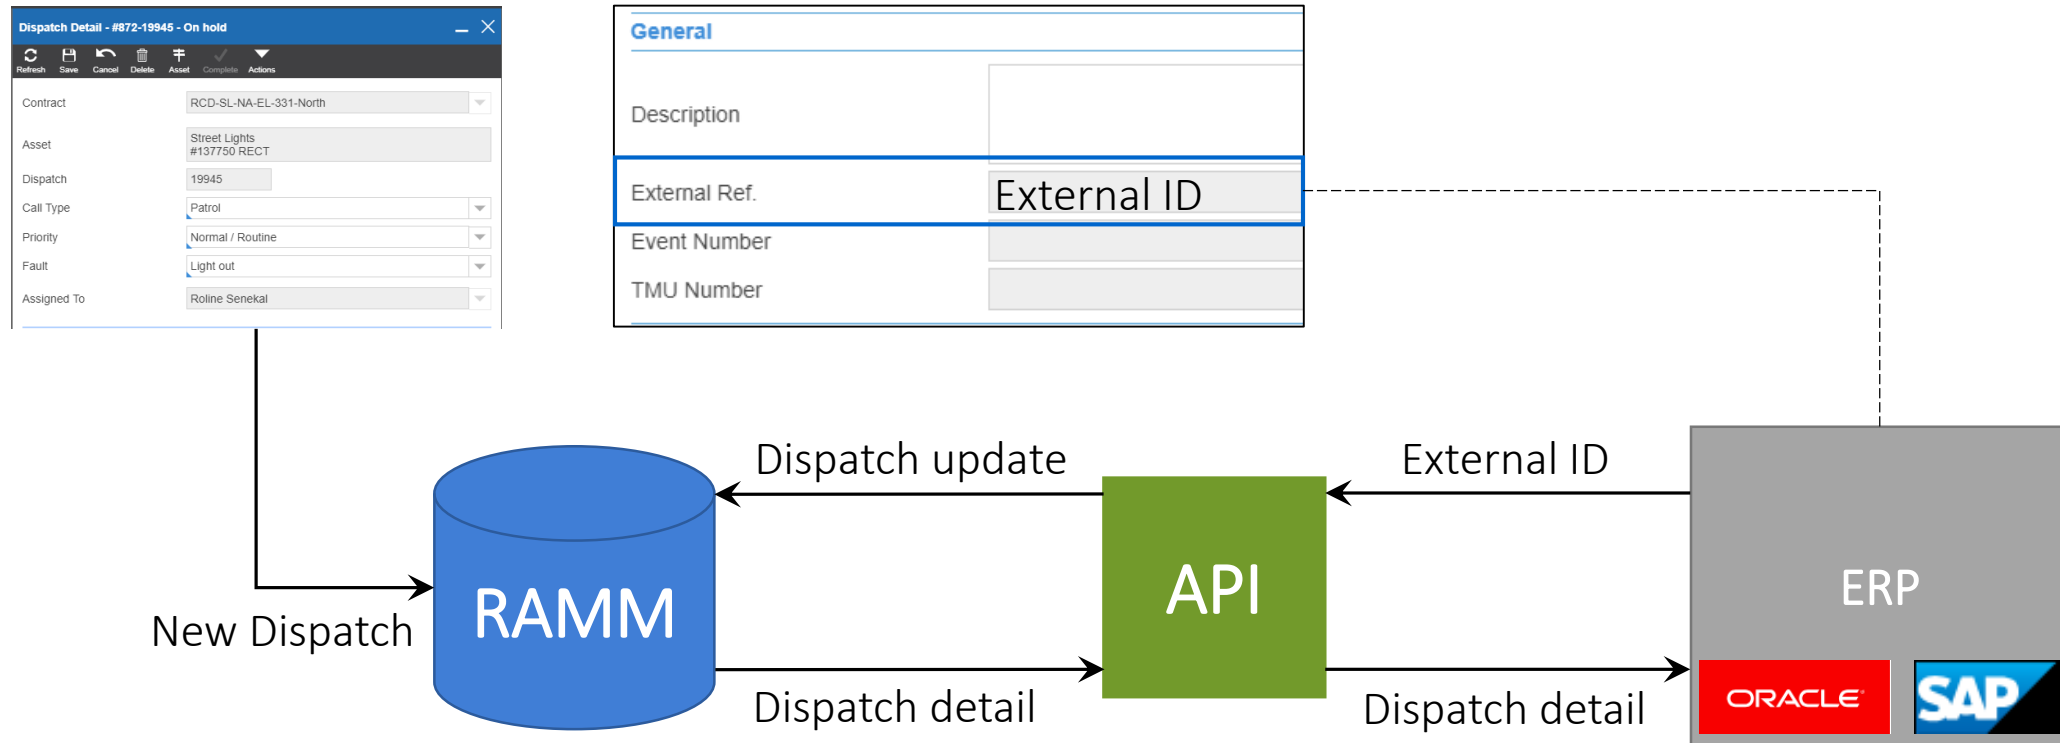 Dispatch Detail - #872-19945 - On hold
Refresh Save Cancel Delete Asset Complete Actions
Contract RCD-SL-NA-EL-331-North
Asset Street Lights
#137750 RECT
Dispatch 19945
Call Type Patrol
Priority Normal / Routine
Fault Light out
Assigned To Roline Senekal
General
Description
External Ref. External ID
Event Number
TMU Number
Dispatch update
External ID
New Dispatch
RAMM
API
ERP
Dispatch detail
Dispatch detail
ORACLE
SAP